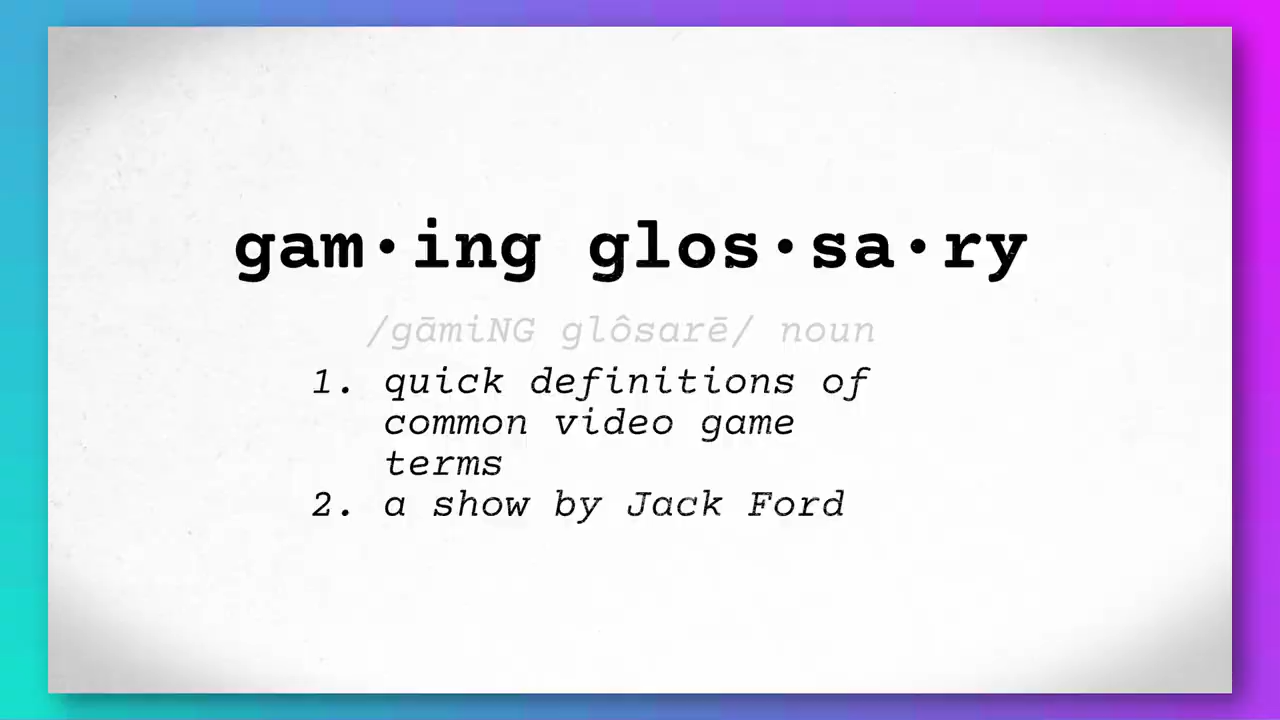 gam•ing glos•sa•ry
/gāmiNG glôsarē/ noun
1. quick definitions of
common video game
terms
2. a show by Jack Ford